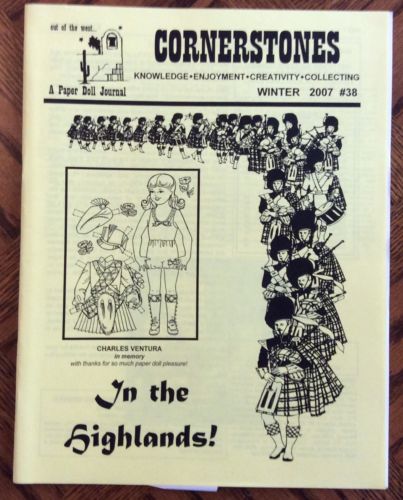 out of the west...
A Paper Doll Journal
CORNERSTONES
KNOWLEDGE•ENJOYMENT•CREATIVITY•COLLECTING
WINTER 2007 #38
CHARLES VENTURA
in memory
with thanks for so much paper doll pleasure!
In the
Highlands!